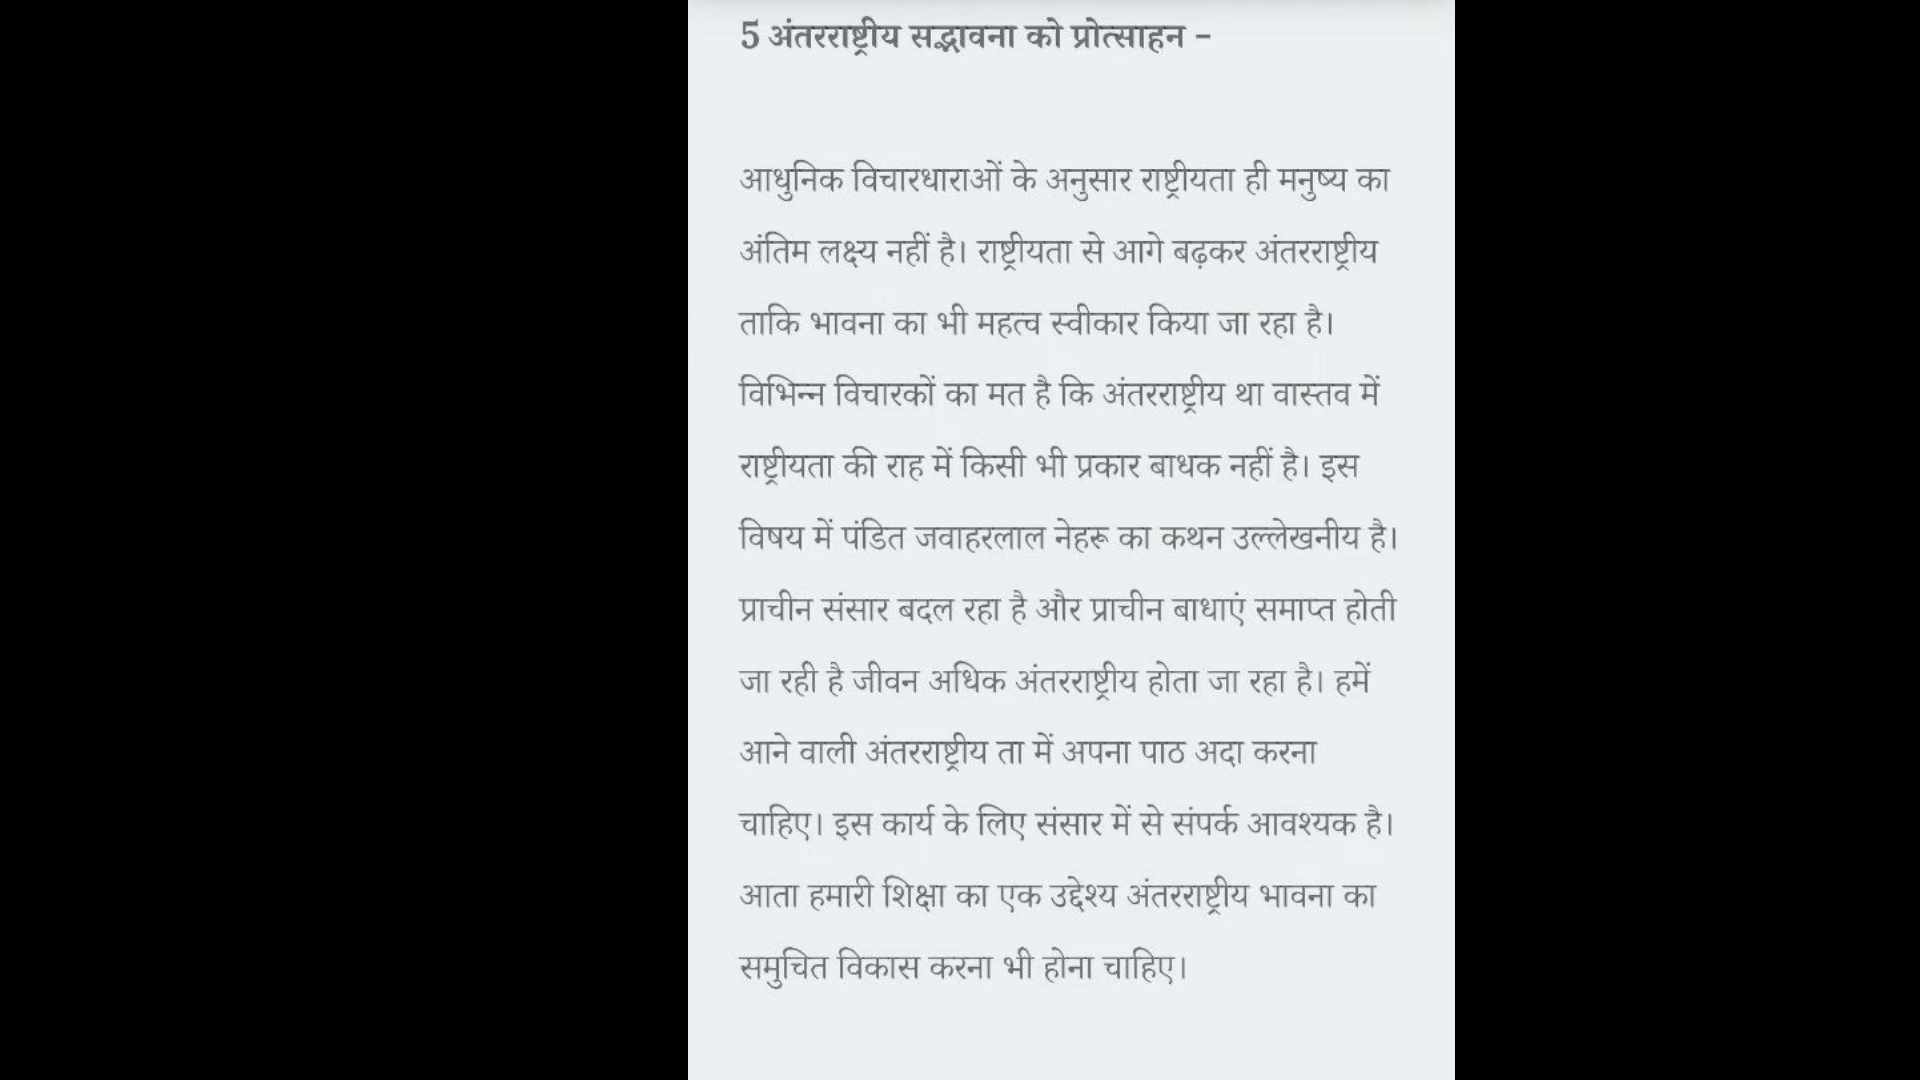 5 अंतरराष्ट्रीय सद्भावना को प्रोत्साहन –
आधुनिक विचारधाराओं के अनुसार राष्ट्रीयता ही मनुष्य का
अंतिम लक्ष्य नहीं है। राष्ट्रीयता से आगे बढ़कर अंतरराष्ट्रीय
ताकि भावना का भी महत्व स्वीकार किया जा रहा है।
विभिन्न विचारकों का मत है कि अंतरराष्ट्रीय था वास्तव में
राष्ट्रीयता की राह में किसी भी प्रकार बाधक नहीं है। इस
विषय में पंडित जवाहरलाल नेहरू का कथन उल्लेखनीय है।
प्राचीन संसार बदल रहा है और प्राचीन बाधाएं समाप्त होती
जा रही है जीवन अधिक अंतरराष्ट्रीय होता जा रहा है। हमें
आने वाली अंतरराष्ट्रीय ता में अपना पाठ अदा करना
चाहिए। इस कार्य के लिए संसार में से संपर्क आवश्यक है।
आता हमारी शिक्षा का एक उद्देश्य अंतरराष्ट्रीय भावना का
समुचित विकास करना भी होना चाहिए।